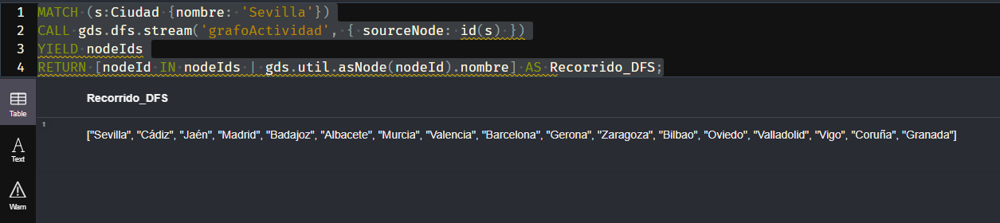 1 MATCH (s:Ciudad {nombre: 'Sevilla'})
2 CALL gds.dfs.stream('grafoActividad', { sourceNode: id(s) })
3 YIELD nodeIds
4 RETURN [nodeId IN nodeIds | gds.util.asNode(nodeId).nombre] AS Recorrido_DFS;
Table
Text
Warn
Recorrido_DFS
1
["Sevilla", "Cádiz", "Jaén", "Madrid", "Badajoz", "Albacete", "Murcia", "Valencia", "Barcelona", "Gerona", "Zaragoza", "Bilbao", "Oviedo", "Valladolid", "Vigo", "Coruña", "Granada"]